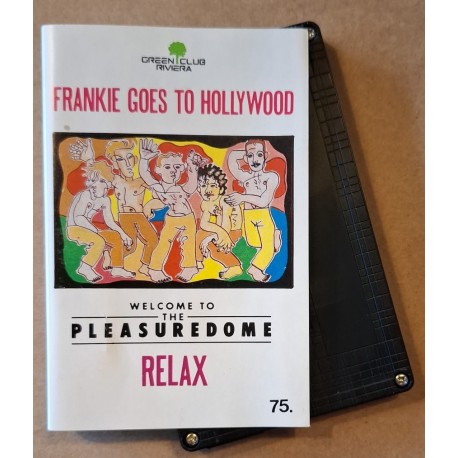 GREEN CLUB
RIVIERA
FRANKIE GOES TO HOLLYWOOD
WELCOME TO
THE
PLEASUREDOME
RELAX
75.